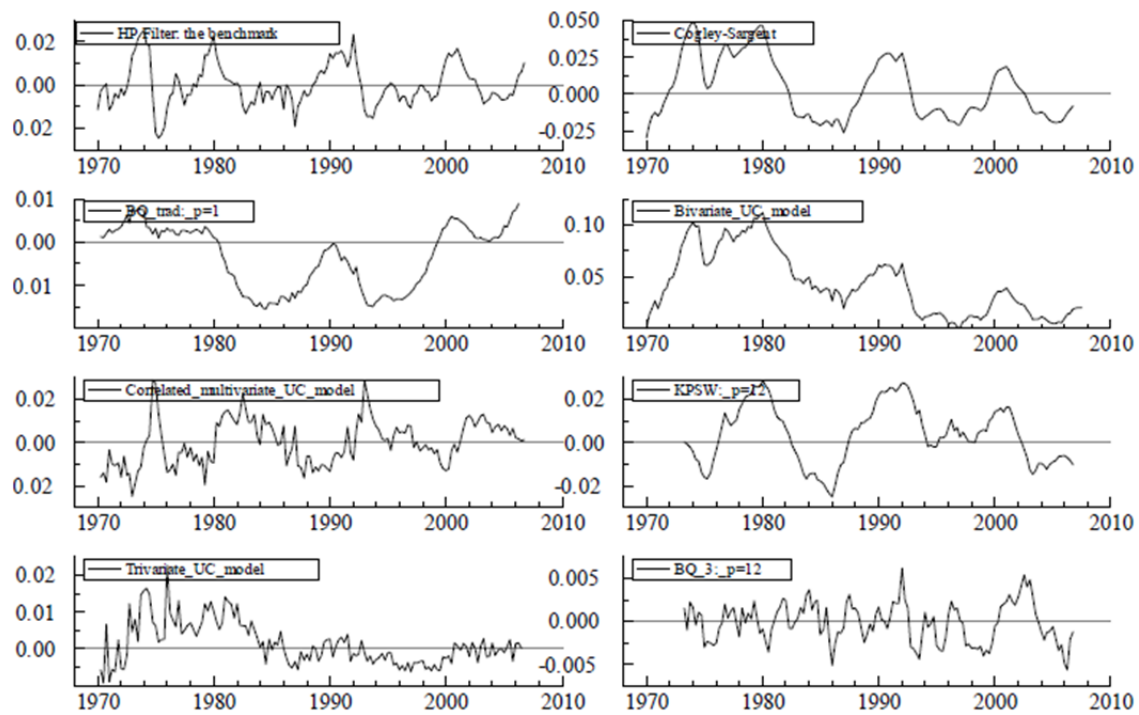 HP Filter: the benchmark
0.02
0.00
0.02
1970 1980 1990 2000 2010
Cogley-Sargent
0.050
0.025
0.000
-0.025
1970 1980 1990 2000 2010
BQ_trad:_p=1
0.01
0.00
0.01
1970 1980 1990 2000 2010
Bivariate_UC_model
0.10
0.05
1970 1980 1990 2000 2010
Correlated_multivariate_UC_model
0.02
0.00
0.02
1970 1980 1990 2000 2010
KPSW:_p=12
0.02
0.00
-0.02
1970 1980 1990 2000 2010
Trivariate_UC_model
0.02
0.01
0.00
1970 1980 1990 2000 2010
BQ_3:_p=12
0.005
0.000
-0.005
1970 1980 1990 2000 2010